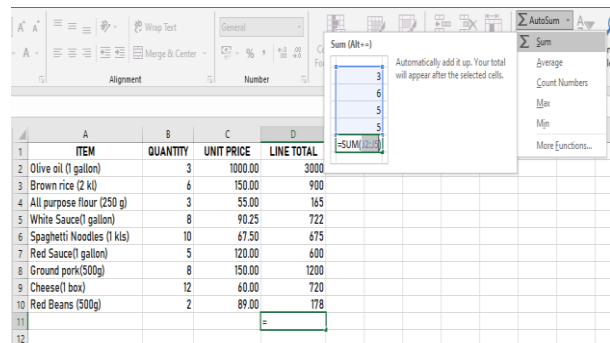 A A
Wrap Text
General
AutoSum
A
Merge & Center
% ,
Alignment
Number
Sum (Alt+=)
Automatically add it up. Your total
will appear after the selected cells.
3
6
5
5
=SUM(J2:J5)
Sum
Average
Count Numbers
Max
Min
More Functions...
A B C D
1 ITEM QUANTITY UNIT PRICE LINE TOTAL
2 Olive oil (1 gallon) 3 1000.00 3000
3 Brown rice (2 kl) 6 150.00 900
4 All purpose flour (250 g) 3 55.00 165
5 White Sauce(1 gallon) 8 90.25 722
6 Spaghetti Noodles (1 kls) 10 67.50 675
7 Red Sauce(1 gallon) 5 120.00 600
8 Ground pork(500g) 8 150.00 1200
9 Cheese(1 box) 12 60.00 720
10 Red Beans (500g) 2 89.00 178
11 =
12